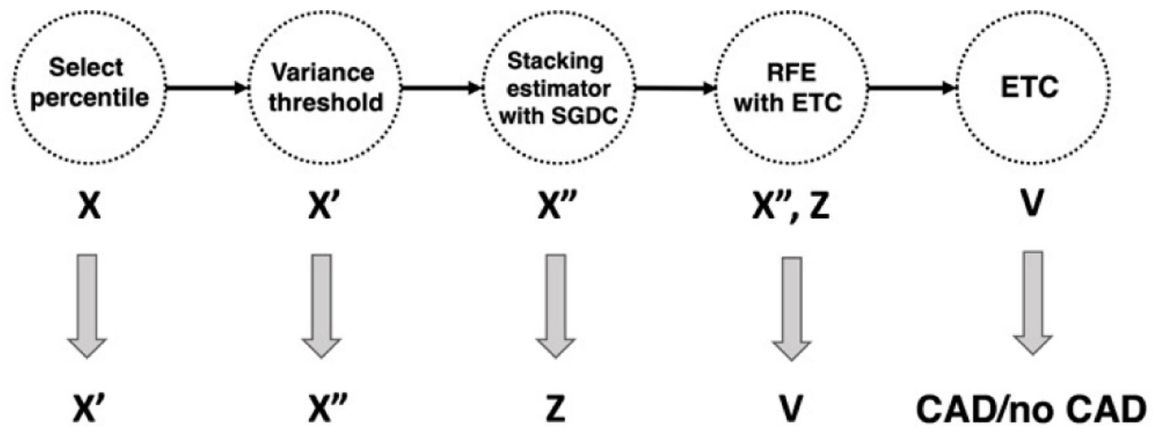 Select
percentile
Variance
threshold
Stacking
estimator
with SGDC
RFE
with ETC
ETC
X
X’
X”
X”, Z
V
X’
X”
Z
V
CAD/no CAD